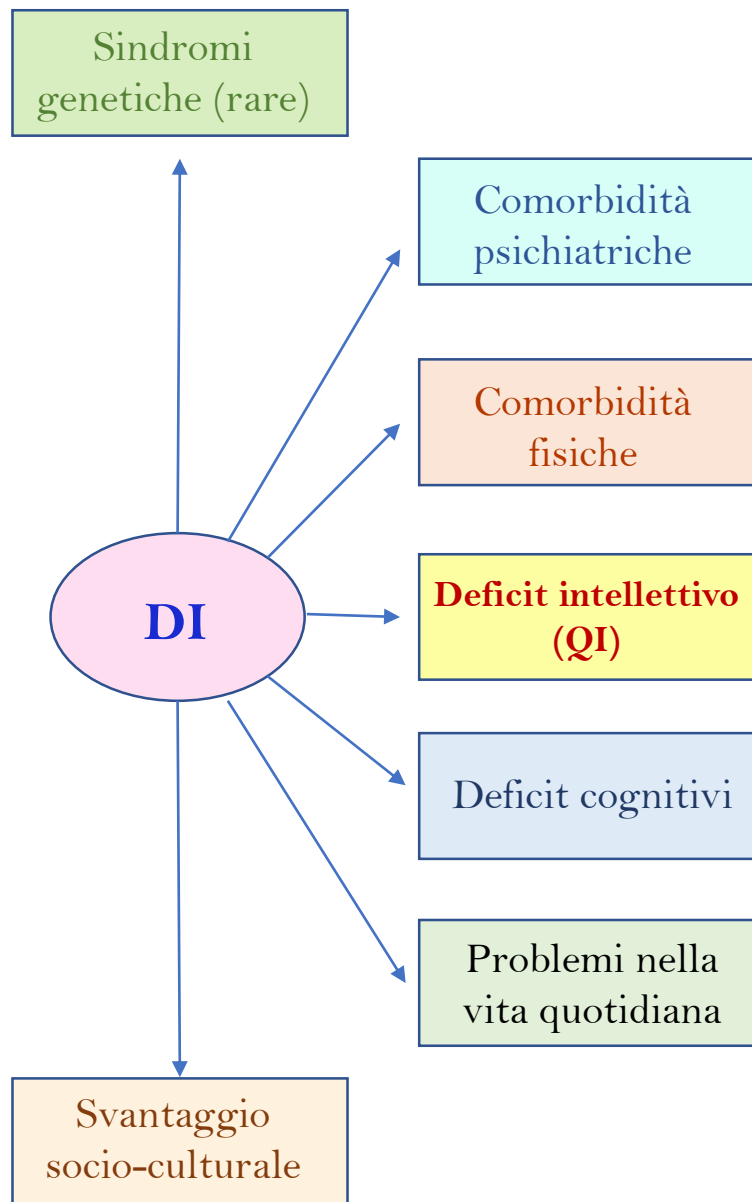 Sindromi
genetiche (rare)
Comorbidità
psichiatriche
Comorbidità
fisiche
DI
Deficit intellettivo
(QI)
Deficit cognitivi
Problemi nella
vita quotidiana
Svantaggio
socio-culturale